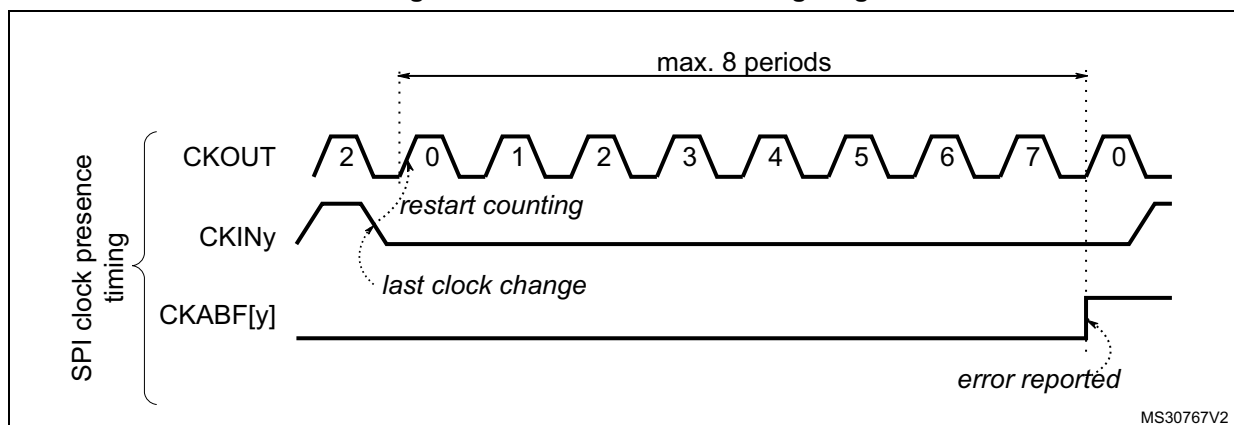 max. 8 periods
CKOUT
2 0 1 2 3 4 5 6 7 0
restart counting
CKINy
last clock change
CKABF[y]
error reported
SPI clock presence
timing
MS30767V2